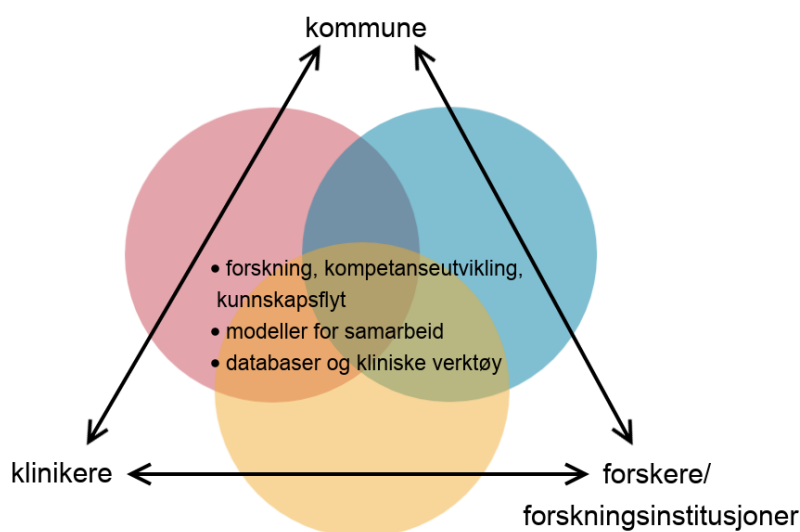 kommune
• forskning, kompetanseutvikling,
kunnskapsflyt
• modeller for samarbeid
• databaser og kliniske verktøy
klinikere
forskere/
forskningsinstitusjoner